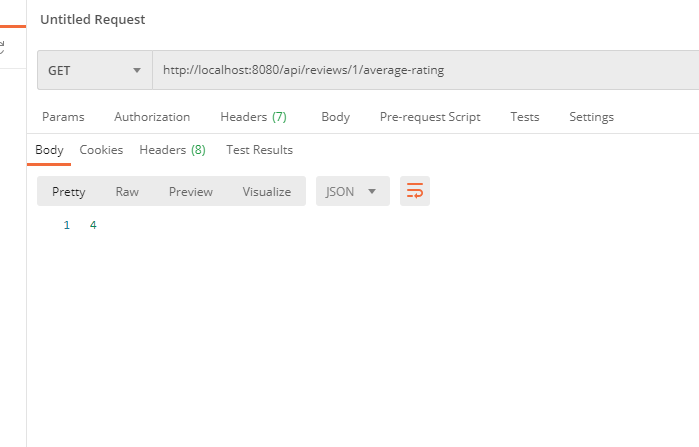 Untitled Request
GET http://localhost:8080/api/reviews/1/average-rating
Params Authorization Headers (7) Body Pre-request Script Tests Settings
Body Cookies Headers (8) Test Results
Pretty Raw Preview Visualize JSON
1 4